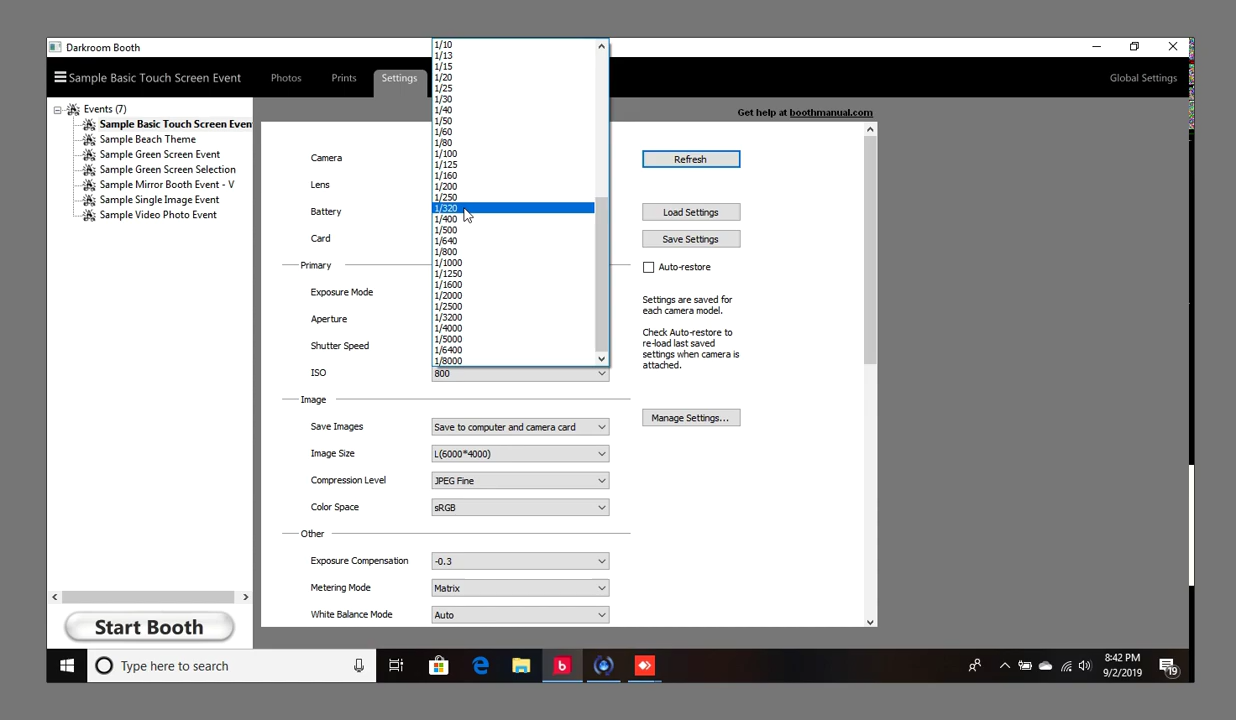 Darkroom Booth
Sample Basic Touch Screen Event
Photos
Prints
Settings
Global Settings
Events (7)
Sample Basic Touch Screen Even
Sample Beach Theme
Sample Green Screen Event
Sample Green Screen Selection
Sample Mirror Booth Event - V
Sample Single Image Event
Sample Video Photo Event
Start Booth
Get help at boothmanual.com
Camera
Lens
Battery
Card
Primary
Exposure Mode
Aperture
Shutter Speed
ISO
1/10
1/13
1/15
1/20
1/25
1/30
1/40
1/50
1/60
1/80
1/100
1/125
1/160
1/200
1/250
1/320
1/400
1/500
1/640
1/800
1/1000
1/1250
1/1600
1/2000
1/2500
1/3200
1/4000
1/5000
1/6400
1/8000
800
Image
Save Images
Save to computer and camera card
Image Size
L(6000*4000)
Compression Level
JPEG Fine
Color Space
sRGB
Other
Exposure Compensation
-0.3
Metering Mode
Matrix
White Balance Mode
Auto
Refresh
Load Settings
Save Settings
Auto-restore
Settings are saved for
each camera model.
Check Auto-restore to
re-load last saved
settings when camera is
attached.
Manage Settings...
Type here to search
8:42 PM
9/2/2019
19